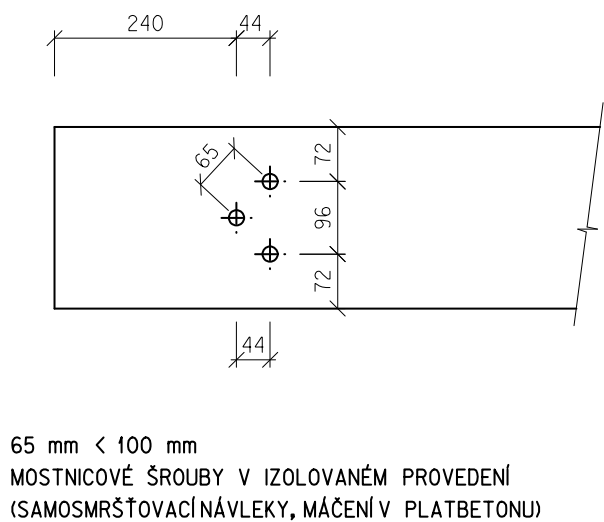 240
44
65
72
96
72
44
65 mm < 100 mm
MOSTNICOVÉ ŠROUBY V IZOLOVANÉM PROVEDENÍ
(SAMOSMRŠŤOVACÍ NÁVLEKY, MÁČENÍ V PLATBETONU)